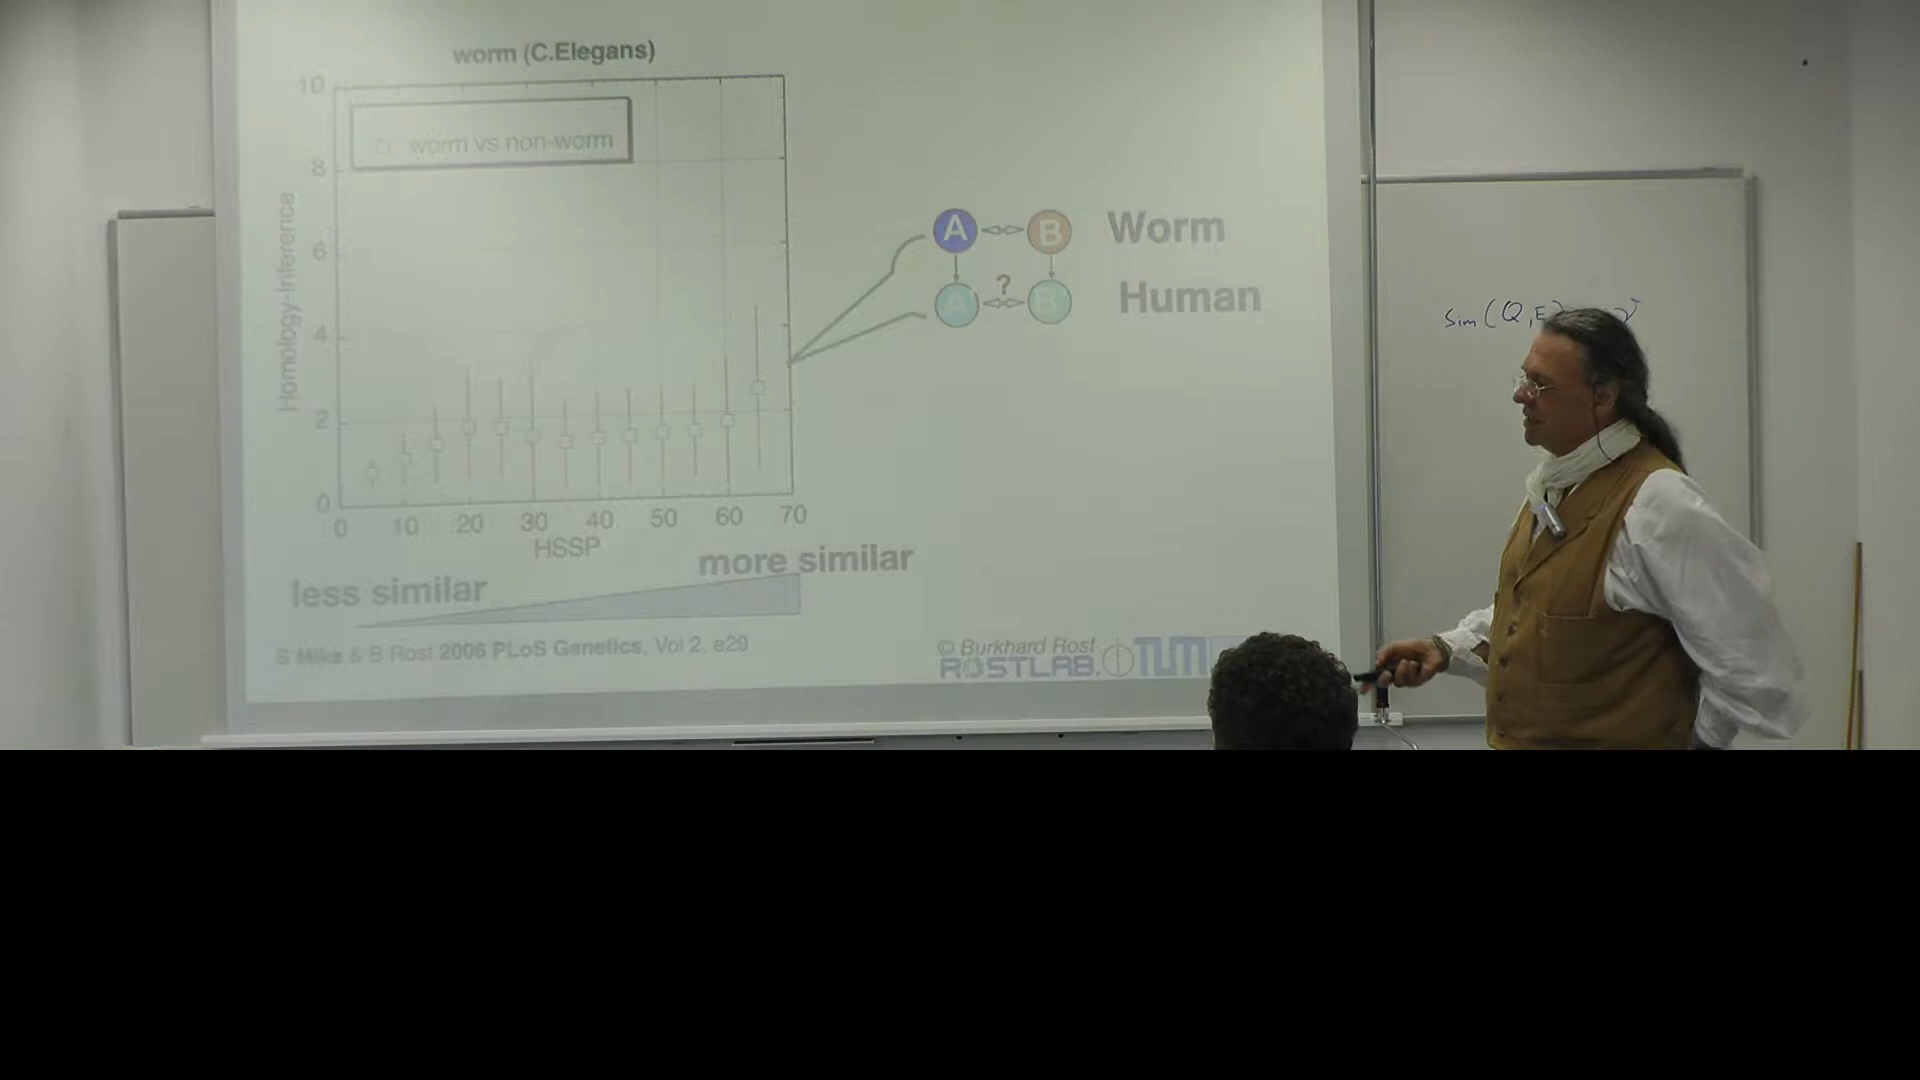 worm (C.Elegans)
10
8
6
4
2
0
worm vs non-worm
Homology-Inference
0 10 20 30 40 50 60 70
HSSP
less similar
more similar
A B Worm
?
A B Human
S Mika & B Rost 2006 PLoS Genetics, Vol 2, e29
© Burkhard Rost
ROSTLAB. TUM
Sim (Q, E